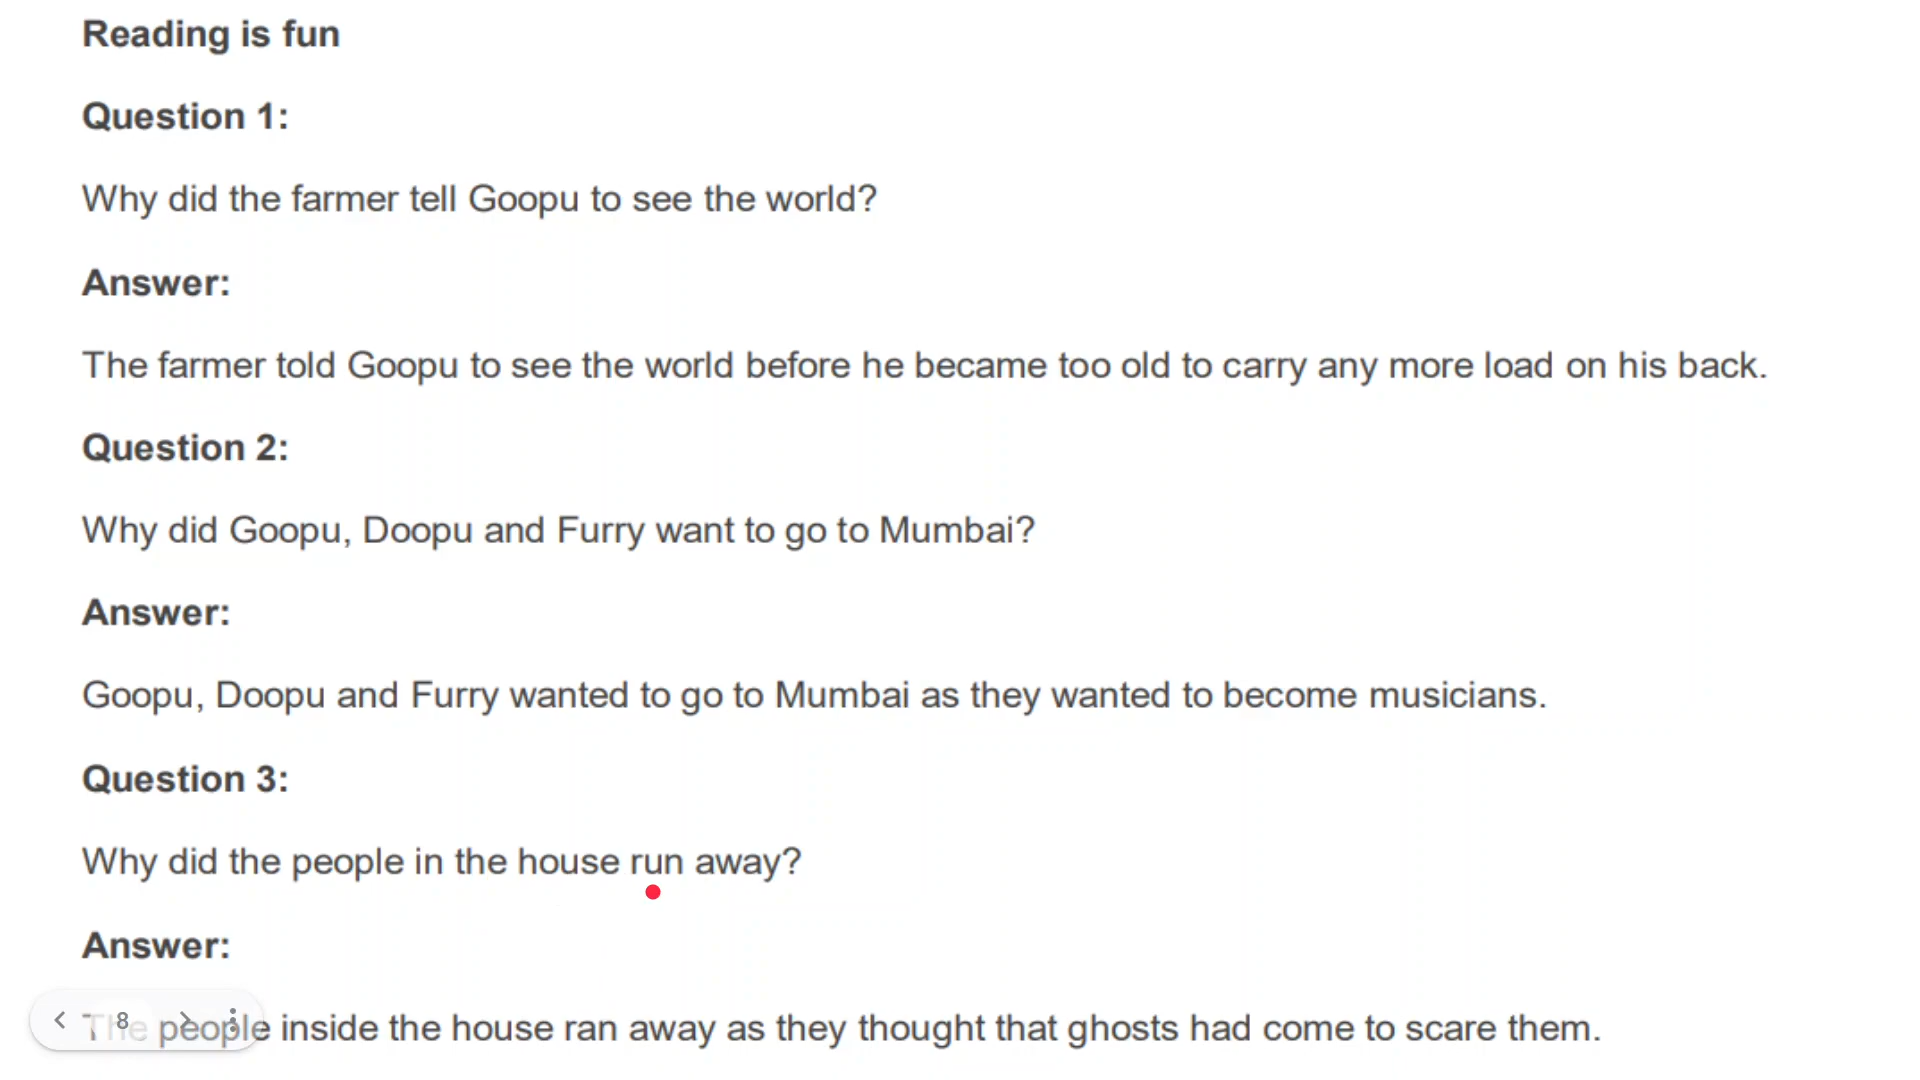 Reading is fun
Question 1:
Why did the farmer tell Goopu to see the world?
Answer:
The farmer told Goopu to see the world before he became too old to carry any more load on his back.
Question 2:
Why did Goopu, Doopu and Furry want to go to Mumbai?
Answer:
Goopu, Doopu and Furry wanted to go to Mumbai as they wanted to become musicians.
Question 3:
Why did the people in the house run away?
Answer:
The people inside the house ran away as they thought that ghosts had come to scare them.
8